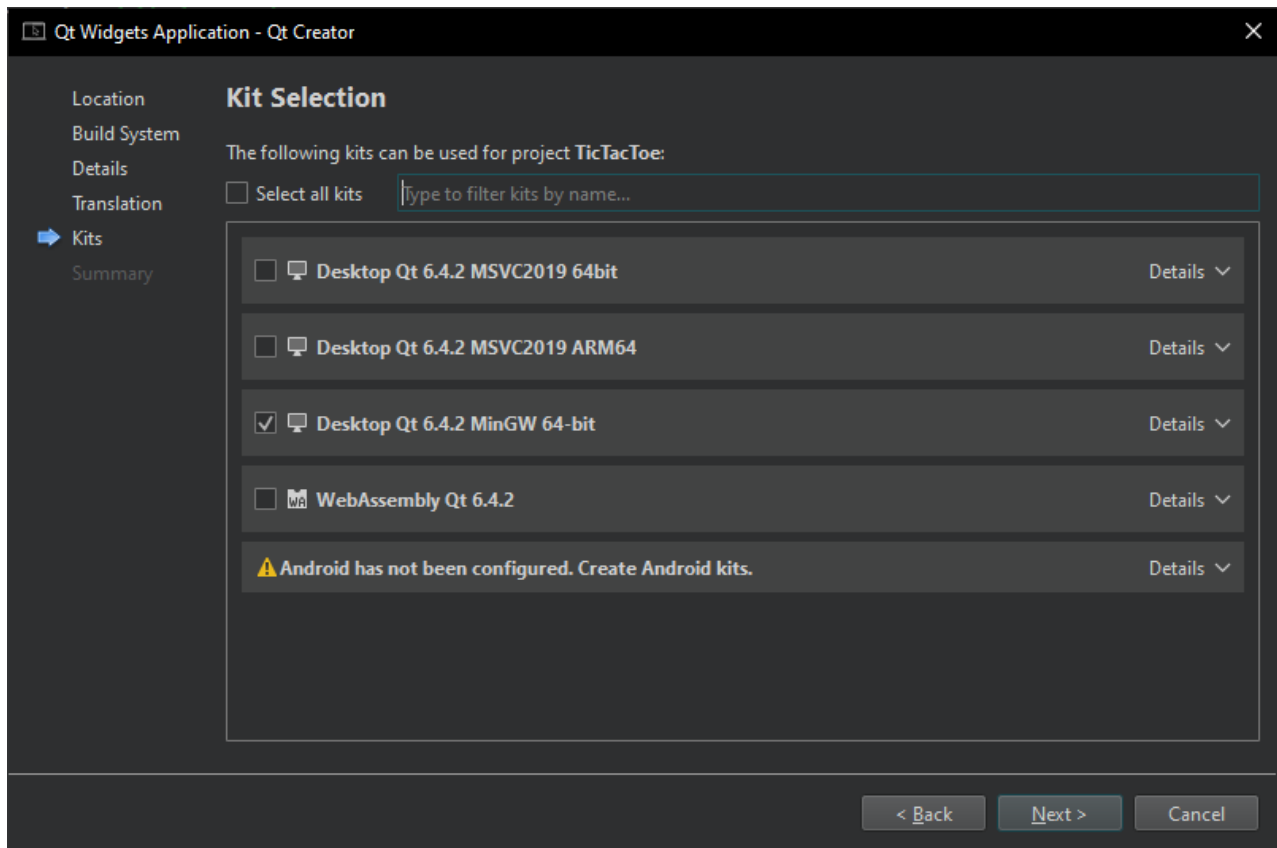 Qt Widgets Application - Qt Creator
Location
Build System
Details
Translation
Kits
Summary
Kit Selection
The following kits can be used for project TicTacToe:
Select all kits
Type to filter kits by name...
Desktop Qt 6.4.2 MSVC2019 64bit Details
Desktop Qt 6.4.2 MSVC2019 ARM64 Details
Desktop Qt 6.4.2 MinGW 64-bit Details
WA WebAssembly Qt 6.4.2 Details
Android has not been configured. Create Android kits. Details
< Back Next > Cancel